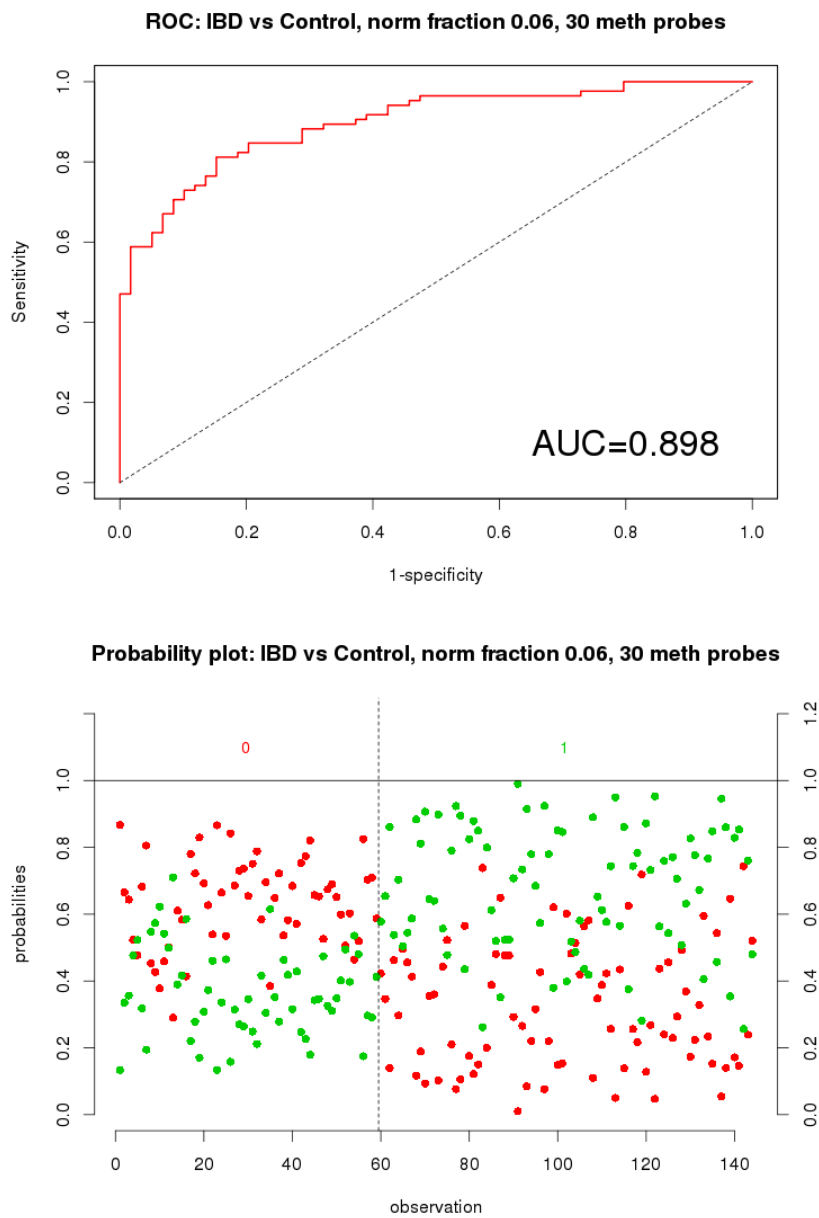 ROC: IBD vs Control, norm fraction 0.06, 30 meth probes
1.0
0.8
0.6
0.4
0.2
0.0
Sensitivity
AUC=0.898
0.0 0.2 0.4 0.6 0.8 1.0
1-specificity
Probability plot: IBD vs Control, norm fraction 0.06, 30 meth probes
0 1
1.0
0.8
0.6
0.4
0.2
0.0
probabilities
1.2
1.0
0.8
0.6
0.4
0.2
0.0
0 20 40 60 80 100 120 140
observation